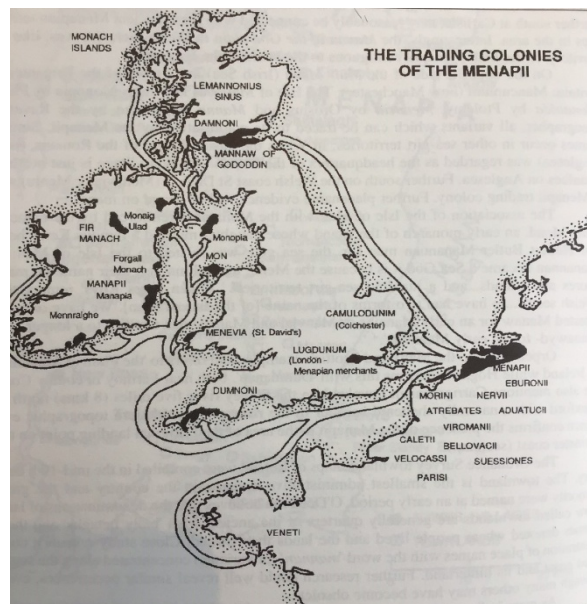 THE TRADING COLONIES
OF THE MENAPII
MONACH
ISLANDS
LEMANNONIUS
SINUS
DAMNONI
MANNAW OF
GODODDIN
Monaig
Ulad
FIR
MANACH
Monopia
Forgall
Monach
MON
MANAPII
Manapia
Mennraighe
CAMULODUNUM
(Colchester)
MENEVIA (St. David's)
LUGDUNUM
(London -
Menapian merchants)
MENAPII
EBURONII
DUMNONI
MORINI
NERVII
ATREBATES
ADUATUCII
VIROMANII
CALETII
BELLOVACII
VELOCASSI
SUESSIONES
PARISI
VENETI